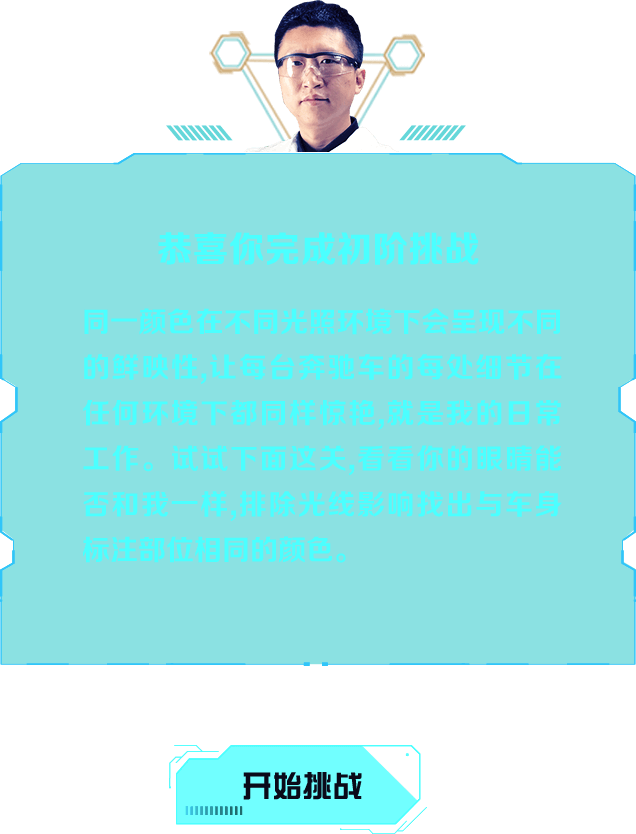 恭喜你完成初阶挑战
同一颜色在不同光照环境下会呈现不同
的鲜映性,让每台奔驰车的每处细节在
任何环境下都同样惊艳,就是我的日常
工作。试试下面这关,看看你的眼睛能
否和我一样,排除光线影响找出与车身
标注部位相同的颜色。
开始挑战